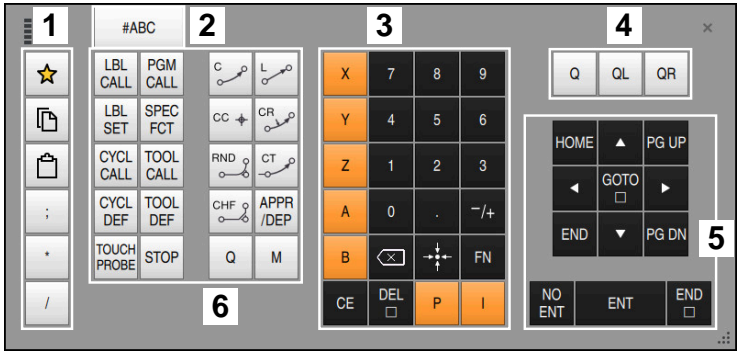 1
#ABC
2
3
4
×
LBL CALL
PGM CALL
C
L
X
7
8
9
Q
QL
QR
LBL SET
SPEC FCT
CC
CR
Y
4
5
6
HOME
PG UP
CYCL CALL
TOOL CALL
RND
CT
Z
1
2
3
GOTO
;
CYCL DEF
TOOL DEF
CHF
APPR /DEP
A
0
.
−/+
END
PG DN
5
*
TOUCH PROBE
STOP
Q
M
B
FN
/
6
CE
DEL
P
I
NO ENT
ENT
END